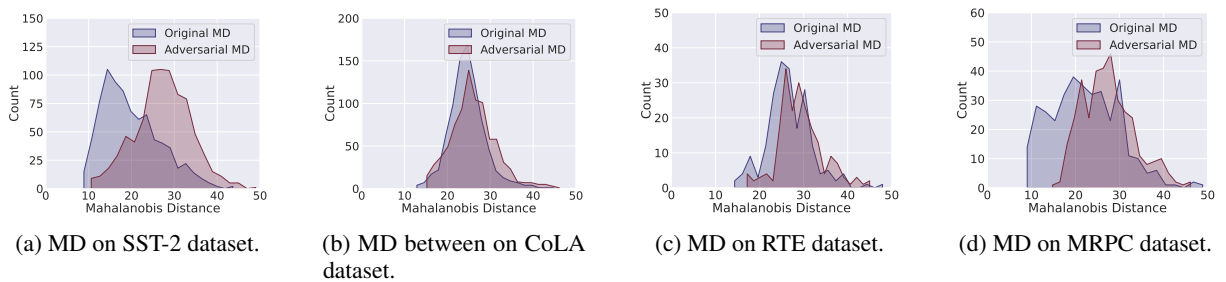 150
125
100
75
50
25
0
Count
Original MD
Adversarial MD
0 10 20 30 40 50
Mahalanobis Distance
(a) MD on SST-2 dataset.
200
150
100
50
0
Count
Original MD
Adversarial MD
0 10 20 30 40 50
Mahalanobis Distance
(b) MD between on CoLA
dataset.
50
40
30
20
10
0
Count
Original MD
Adversarial MD
0 10 20 30 40 50
Mahalanobis Distance
(c) MD on RTE dataset.
60
50
40
30
20
10
0
Count
Original MD
Adversarial MD
0 10 20 30 40 50
Mahalanobis Distance
(d) MD on MRPC dataset.